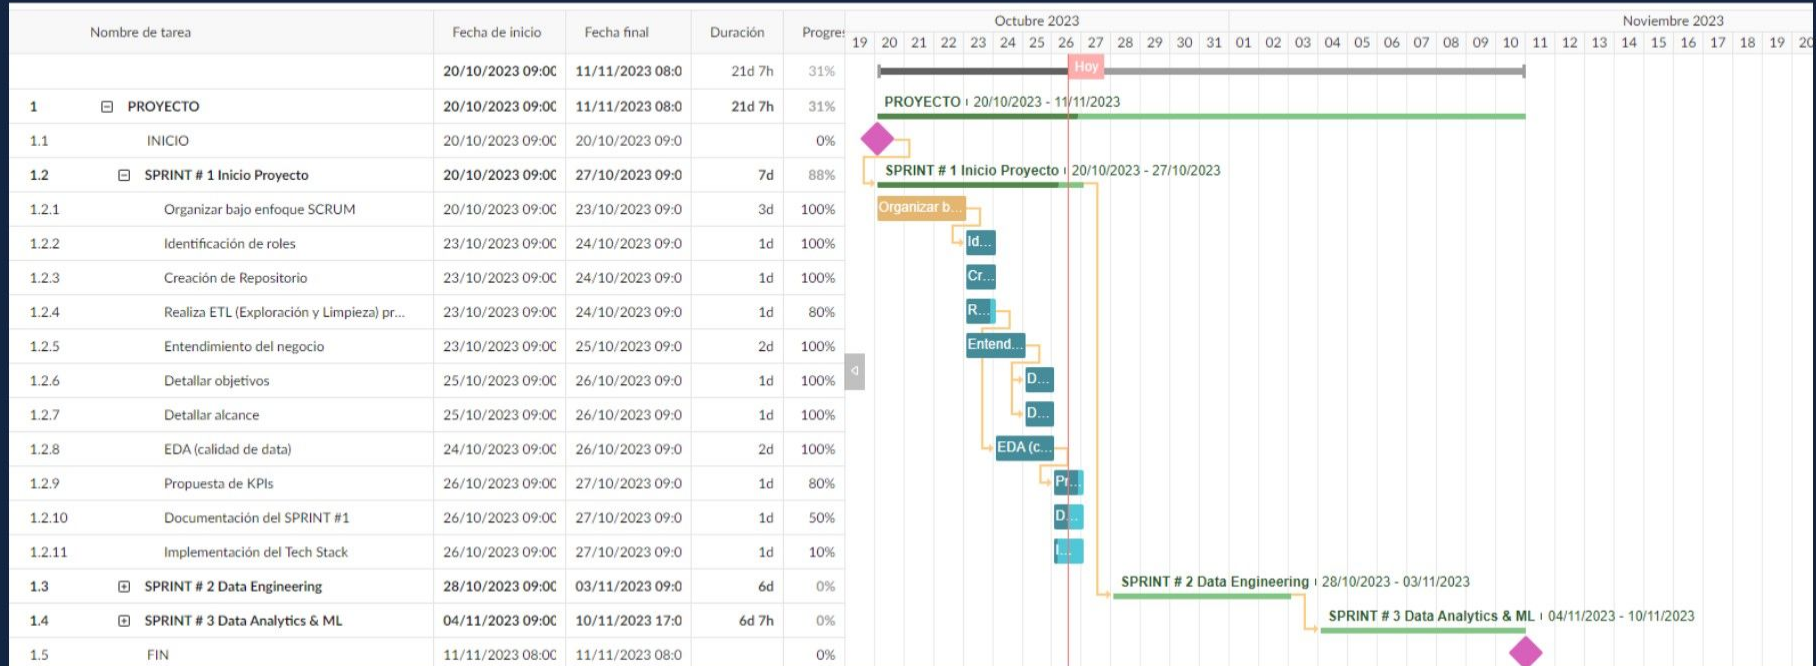 Nombre de tarea Fecha de inicio Fecha final Duración Progres Octubre 2023 Noviembre 2023
19 20 21 22 23 24 25 26 27 28 29 30 31 01 02 03 04 05 06 07 08 09 10 11 12 13 14 15 16 17 18 19 20
20/10/2023 09:00 11/11/2023 08:0 21d 7h 31% Hoy
1 PROYECTO 20/10/2023 09:00 11/11/2023 08:0 21d 7h 31% PROYECTO 20/10/2023 - 11/11/2023
1.1 INICIO 20/10/2023 09:00 20/10/2023 09:0 0%
1.2 SPRINT # 1 Inicio Proyecto 20/10/2023 09:00 27/10/2023 09:0 7d 88% SPRINT # 1 Inicio Proyecto 20/10/2023 - 27/10/2023
1.2.1 Organizar bajo enfoque SCRUM 20/10/2023 09:00 23/10/2023 09:0 3d 100% Organizar b...
1.2.2 Identificación de roles 23/10/2023 09:00 24/10/2023 09:0 1d 100% Id...
1.2.3 Creación de Repositorio 23/10/2023 09:00 24/10/2023 09:0 1d 100% Cr...
1.2.4 Realiza ETL (Exploración y Limpieza) pr... 23/10/2023 09:00 24/10/2023 09:0 1d 80% R...
1.2.5 Entendimiento del negocio 23/10/2023 09:00 25/10/2023 09:0 2d 100% Entend...
1.2.6 Detallar objetivos 25/10/2023 09:00 26/10/2023 09:0 1d 100% D...
1.2.7 Detallar alcance 25/10/2023 09:00 26/10/2023 09:0 1d 100% D...
1.2.8 EDA (calidad de data) 24/10/2023 09:00 26/10/2023 09:0 2d 100% EDA (c...
1.2.9 Propuesta de KPIs 26/10/2023 09:00 27/10/2023 09:0 1d 80% Pr...
1.2.10 Documentación del SPRINT #1 26/10/2023 09:00 27/10/2023 09:0 1d 50% D...
1.2.11 Implementación del Tech Stack 26/10/2023 09:00 27/10/2023 09:0 1d 10% I...
1.3 SPRINT # 2 Data Engineering 28/10/2023 09:00 03/11/2023 09:0 6d 0% SPRINT # 2 Data Engineering 28/10/2023 - 03/11/2023
1.4 SPRINT # 3 Data Analytics & ML 04/11/2023 09:00 10/11/2023 17:0 6d 7h 0% SPRINT # 3 Data Analytics & ML 04/11/2023 - 10/11/2023
1.5 FIN 11/11/2023 08:00 11/11/2023 08:0 0%